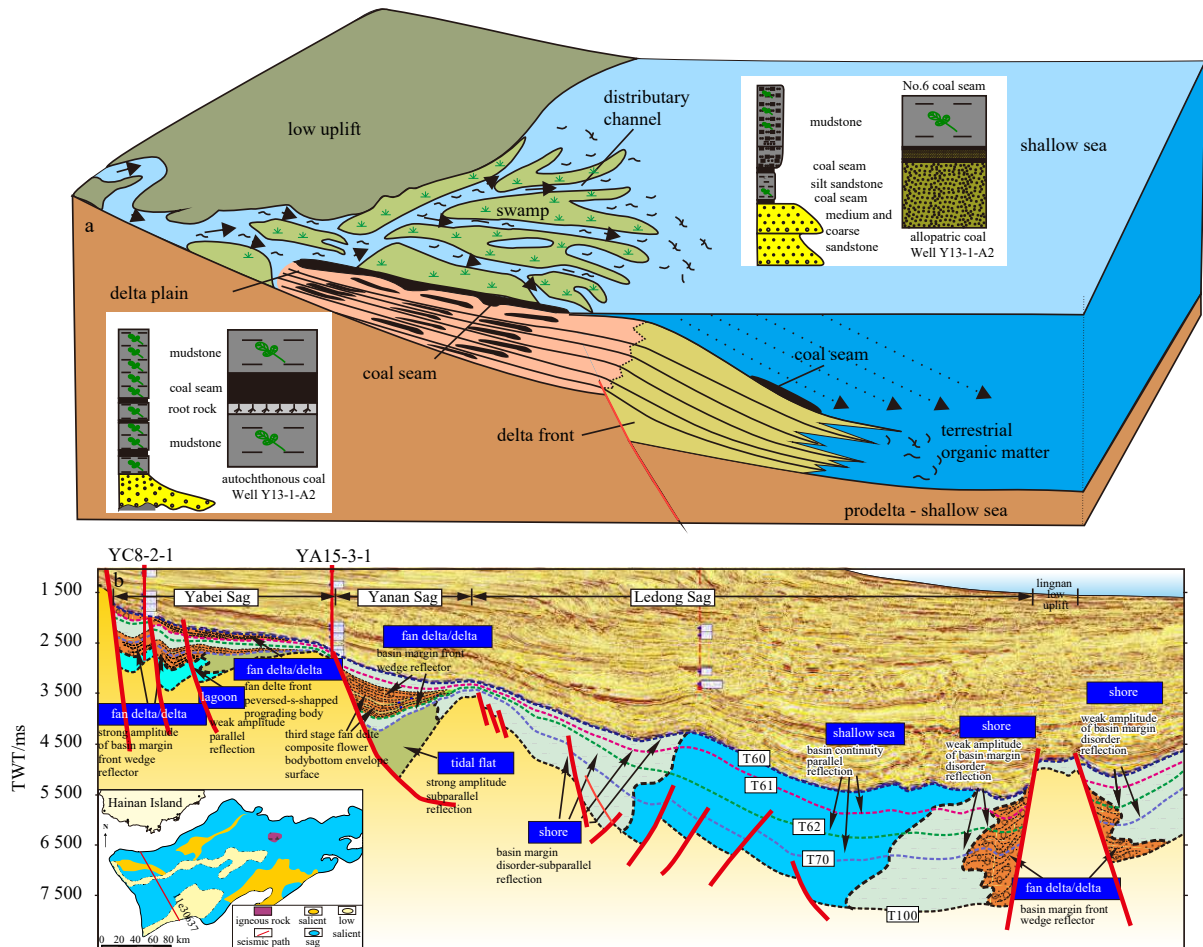 low uplift
distributary
channel
swamp
shallow sea
a
delta plain
coal seam
coal seam
delta front
terrestrial
organic matter
prodelta - shallow sea
No.6 coal seam
mudstone
coal seam
silt sandstone
coal seam
medium and
coarse
sandstone
allopatric coal
Well Y13-1-A2
mudstone
coal seam
root rock
mudstone
autochthonous coal
Well Y13-1-A2
YC8-2-1
YA15-3-1
b
TWT/ms
1 500
2 500
3 500
4 500
5 500
6 500
7 500
Yabei Sag
Yanan Sag
Ledong Sag
lingnan
low
uplift
fan delta/delta
strong amplitude
of basin margin
front wedge
reflector
lagoon
weak amplitude
parallel
reflection
fan delta/delta
fan delte front
peversed-s-shapped
prograding body
third stage fan delte
composite flower
bodybottom envelope
surface
fan delta/delta
basin margin front
wedge reflector
tidal flat
strong amplitude
subparallel
reflection
shore
basin margin
disorder-subparallel
reflection
T60
T61
T62
T70
T100
shallow sea
basin continuity
parallel
reflection
shore
weak amplitude
of basin margin
disorder
reflection
shore
weak amplitude
of basin margin
disorder
reflection
fan delta/delta
basin margin front
wedge reflector
Hainan Island
N
1e30637
igneous rock
salient
low
salient
seismic path
sag
0 20 40 60 80 km